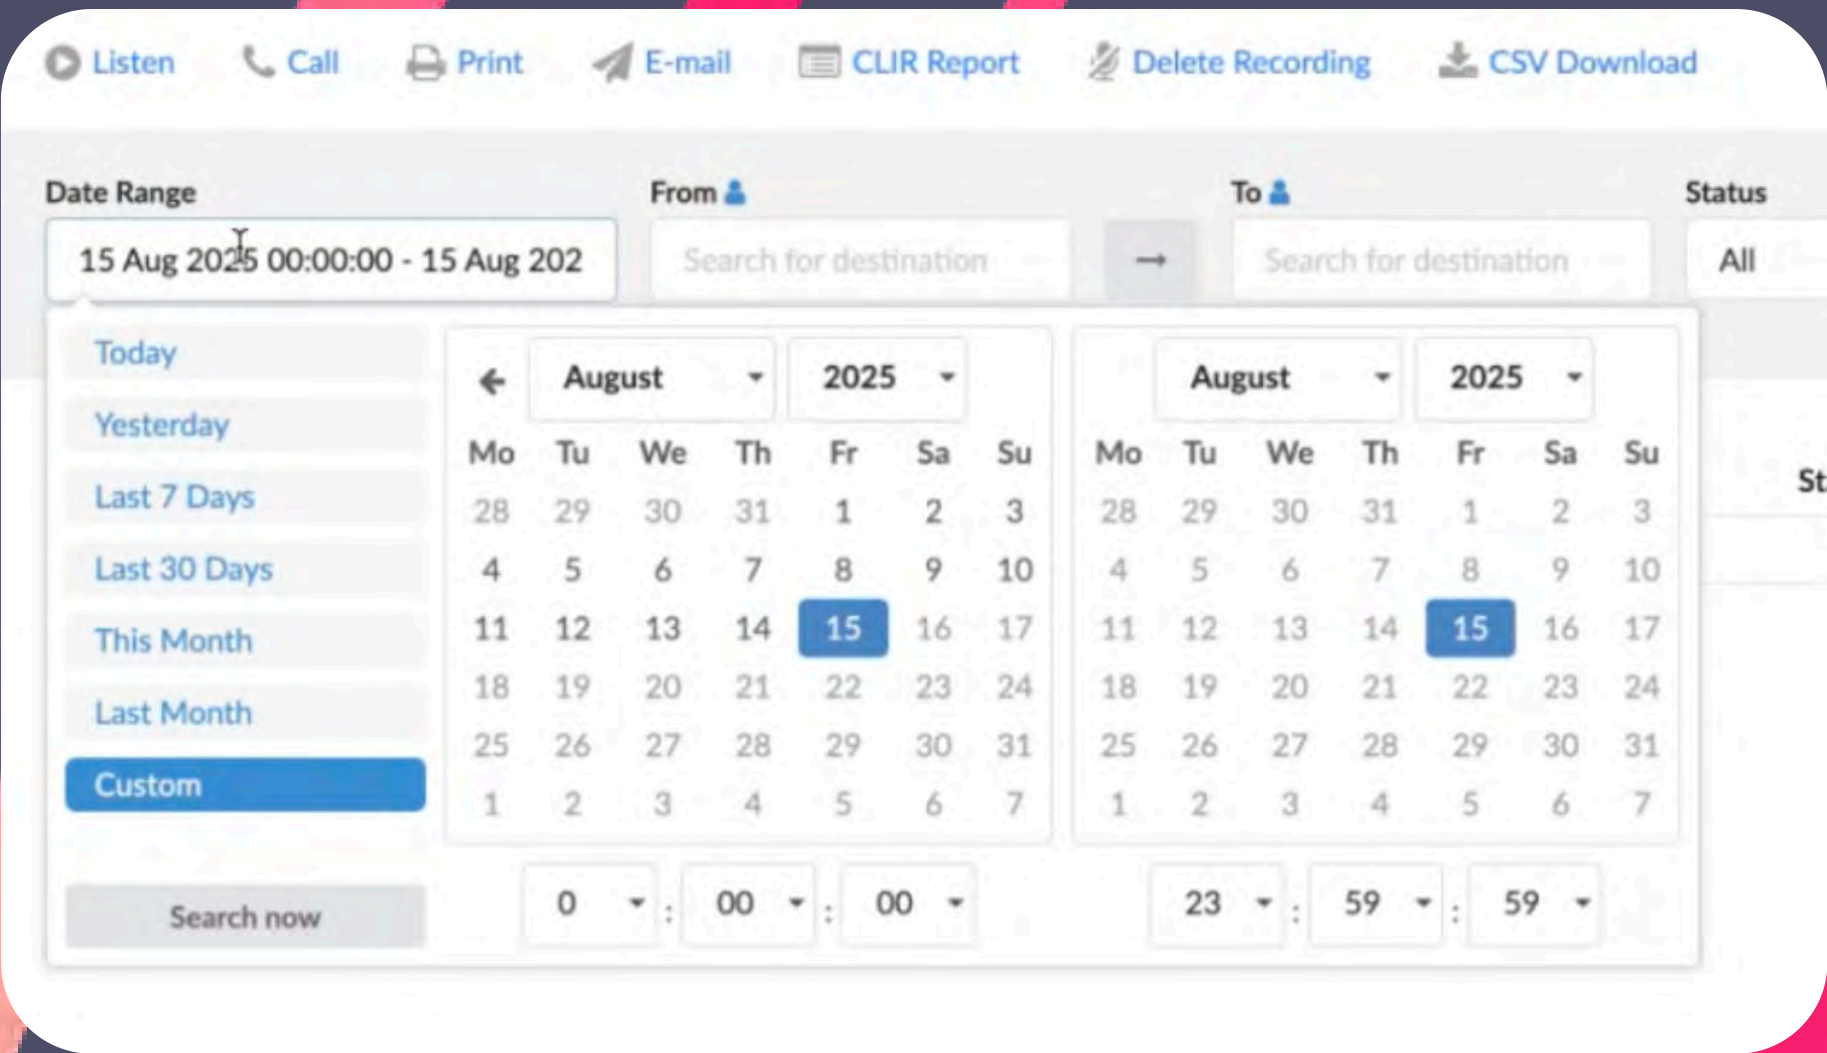 Listen Call Print E-mail CLIR Report Delete Recording CSV Download
Date Range From To Status
15 Aug 2025 00:00:00 - 15 Aug 202 Search for destination → Search for destination All
Today
Yesterday
Last 7 Days
Last 30 Days
This Month
Last Month
Custom
Search now
August 2025
Mo Tu We Th Fr Sa Su
28 29 30 31 1 2 3
4 5 6 7 8 9 10
11 12 13 14 15 16 17
18 19 20 21 22 23 24
25 26 27 28 29 30 31
1 2 3 4 5 6 7
0 : 00 : 00
August 2025
Mo Tu We Th Fr Sa Su
28 29 30 31 1 2 3
4 5 6 7 8 9 10
11 12 13 14 15 16 17
18 19 20 21 22 23 24
25 26 27 28 29 30 31
1 2 3 4 5 6 7
23 : 59 : 59
St